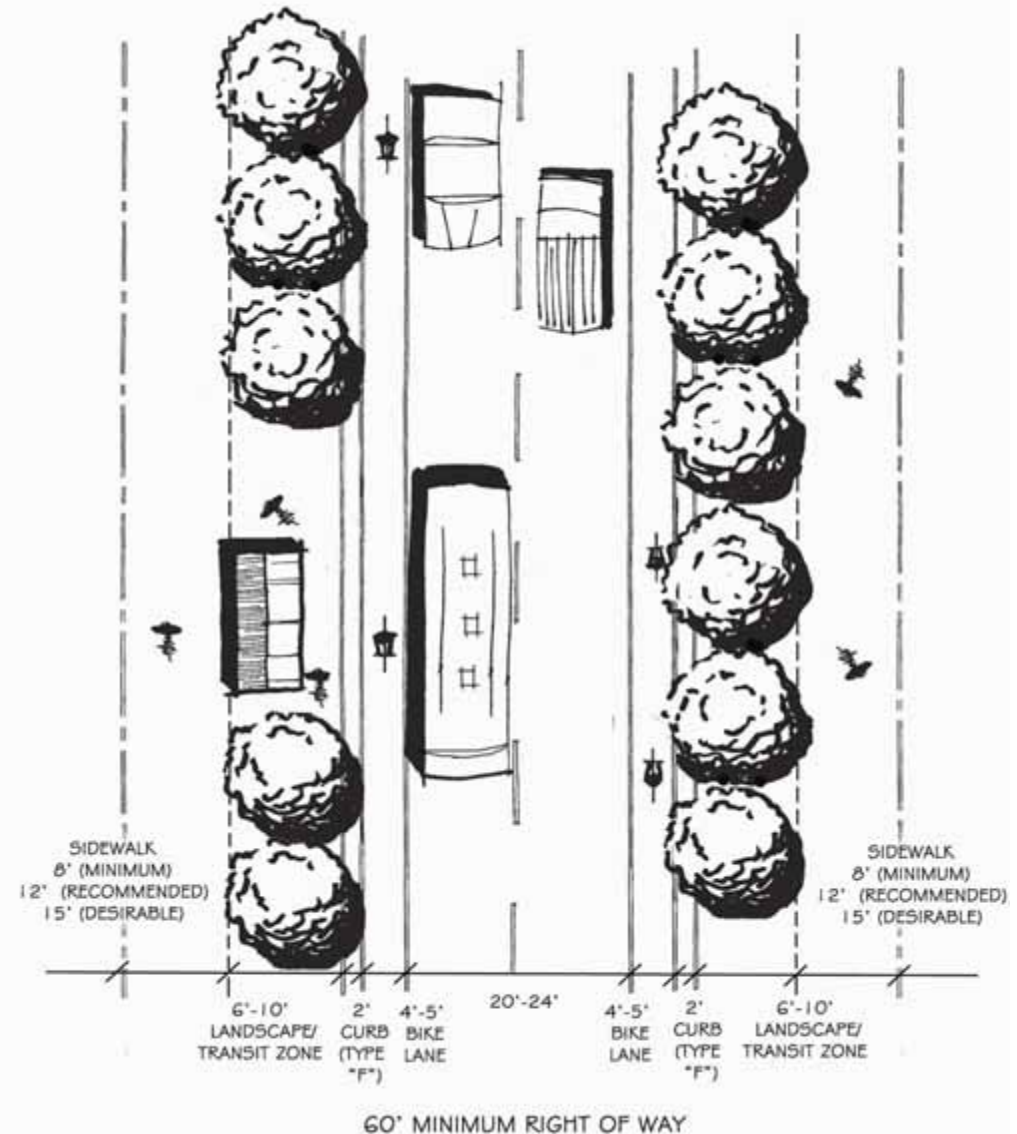 SIDEWALK
8' (MINIMUM)
12' (RECOMMENDED)
15' (DESIRABLE)
SIDEWALK
8' (MINIMUM)
12' (RECOMMENDED)
15' (DESIRABLE)
6'-10'
LANDSCAPE/
TRANSIT ZONE
2'
CURB
(TYPE
"F")
4'-5'
BIKE
LANE
20'-24'
4'-5'
BIKE
LANE
2'
CURB
(TYPE
"F")
6'-10'
LANDSCAPE/
TRANSIT ZONE
60' MINIMUM RIGHT OF WAY